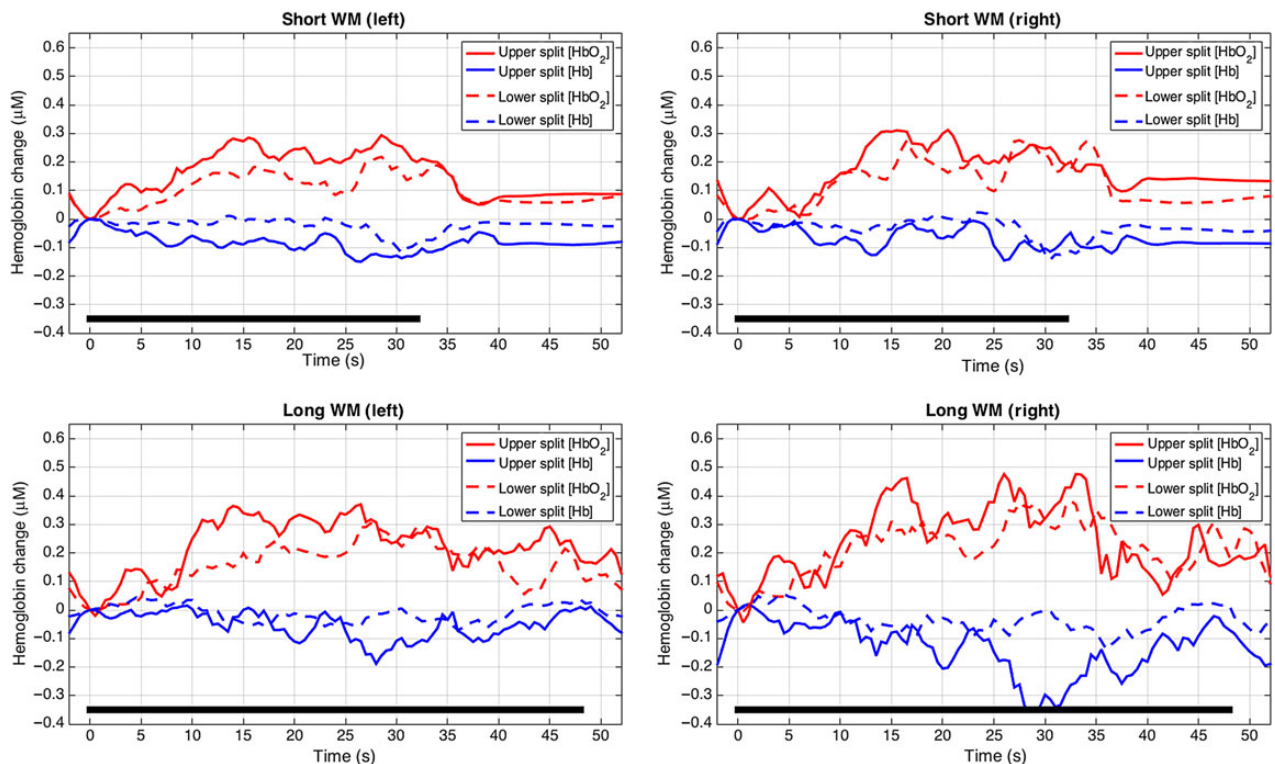 Short WM (left)
0.6
0.5
0.4
0.3
0.2
0.1
0
−0.1
−0.2
−0.3
−0.4
Hemoglobin change (μM)
Upper split [HbO2]
Upper split [Hb]
Lower split [HbO2]
Lower split [Hb]
0 5 10 15 20 25 30 35 40 45 50
Time (s)
Short WM (right)
0.6
0.5
0.4
0.3
0.2
0.1
0
−0.1
−0.2
−0.3
−0.4
Hemoglobin change (μM)
Upper split [HbO2]
Upper split [Hb]
Lower split [HbO2]
Lower split [Hb]
0 5 10 15 20 25 30 35 40 45 50
Time (s)
Long WM (left)
0.6
0.5
0.4
0.3
0.2
0.1
0
−0.1
−0.2
−0.3
−0.4
Hemoglobin change (μM)
Upper split [HbO2]
Upper split [Hb]
Lower split [HbO2]
Lower split [Hb]
0 5 10 15 20 25 30 35 40 45 50
Time (s)
Long WM (right)
0.6
0.5
0.4
0.3
0.2
0.1
0
−0.1
−0.2
−0.3
−0.4
Hemoglobin change (μM)
Upper split [HbO2]
Upper split [Hb]
Lower split [HbO2]
Lower split [Hb]
0 5 10 15 20 25 30 35 40 45 50
Time (s)